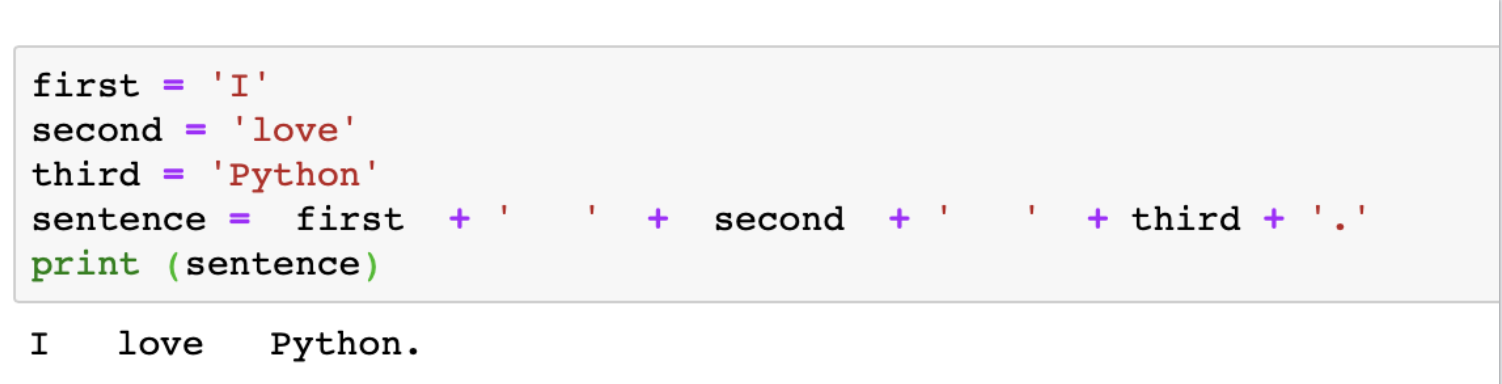 first = 'I'
second = 'love'
third = 'Python'
sentence =  first  + '   ' +  second  + '   ' + third + '.'
print (sentence)
I   love   Python.